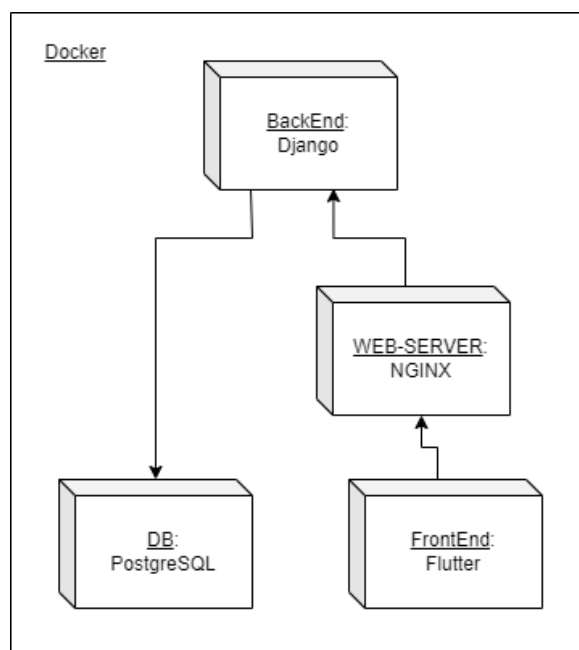 Docker
BackEnd:
Django
WEB-SERVER:
NGINX
DB:
PostgreSQL
FrontEnd:
Flutter